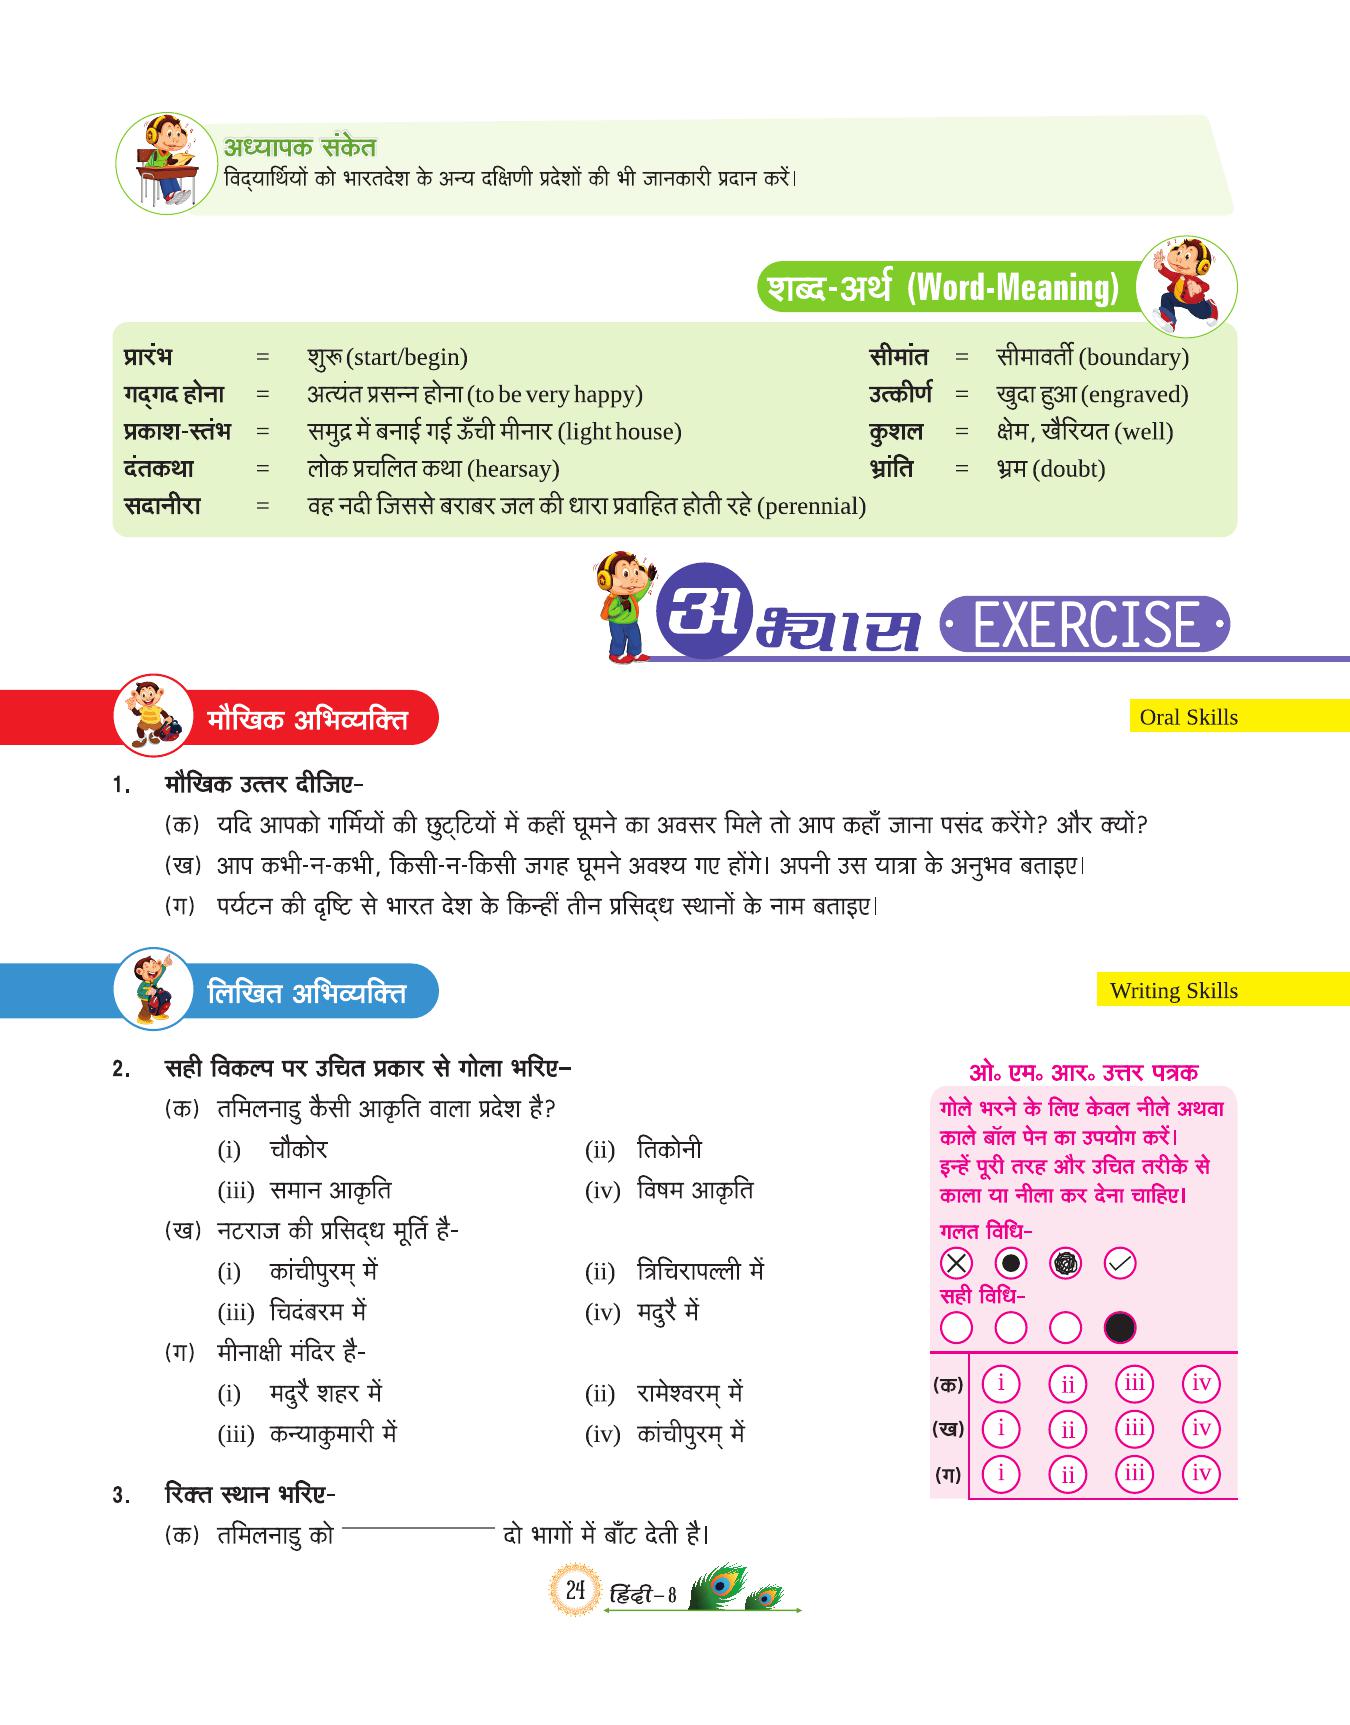 अध्यापक संकेत
विद्यार्थियों को भारतदेश के अन्य दक्षिणी प्रदेशों की भी जानकारी प्रदान करें।
शब्द-अर्थ (Word-Meaning)
प्रारंभ = शुरू (start/begin) सीमांत = सीमावर्ती (boundary)
गद्गद होना = अत्यंत प्रसन्न होना (to be very happy) उत्कीर्ण = खुदा हुआ (engraved)
प्रकाश-स्तंभ = समुद्र में बनाई गई ऊँची मीनार (light house) कुशल = क्षेम, खैरियत (well)
दंतकथा = लोक प्रचलित कथा (hearsay) भ्रांति = भ्रम (doubt)
सदानीरा = वह नदी जिससे बराबर जल की धारा प्रवाहित होती रहे (perennial)
अभ्यास EXERCISE
मौखिक अभिव्यक्ति Oral Skills
1. मौखिक उत्तर दीजिए-
(क) यदि आपको गर्मियों की छुट्टियों में कहीं घूमने का अवसर मिले तो आप कहाँ जाना पसंद करेंगे? और क्यों?
(ख) आप कभी-न-कभी, किसी-न-किसी जगह घूमने अवश्य गए होंगे। अपनी उस यात्रा के अनुभव बताइए।
(ग) पर्यटन की दृष्टि से भारत देश के किन्हीं तीन प्रसिद्ध स्थानों के नाम बताइए।
लिखित अभिव्यक्ति Writing Skills
2. सही विकल्प पर उचित प्रकार से गोला भरिए–
(क) तमिलनाडु कैसी आकृति वाला प्रदेश है?
(i) चौकोर (ii) तिकोनी
(iii) समान आकृति (iv) विषम आकृति
(ख) नटराज की प्रसिद्ध मूर्ति है-
(i) कांचीपुरम् में (ii) त्रिचिरापल्ली में
(iii) चिदंबरम में (iv) मदुरै में
(ग) मीनाक्षी मंदिर है-
(i) मदुरै शहर में (ii) रामेश्वरम् में
(iii) कन्याकुमारी में (iv) कांचीपुरम् में
ओ॰ एम॰ आर॰ उत्तर पत्रक
गोले भरने के लिए केवल नीले अथवा
काले बॉल पेन का उपयोग करें।
इन्हें पूरी तरह और उचित तरीके से
काला या नीला कर देना चाहिए।
गलत विधि-
सही विधि-
(क) i ii iii iv
(ख) i ii iii iv
(ग) i ii iii iv
3. रिक्त स्थान भरिए-
(क) तमिलनाडु को ____________ दो भागों में बाँट देती है।
24 हिंदी–8